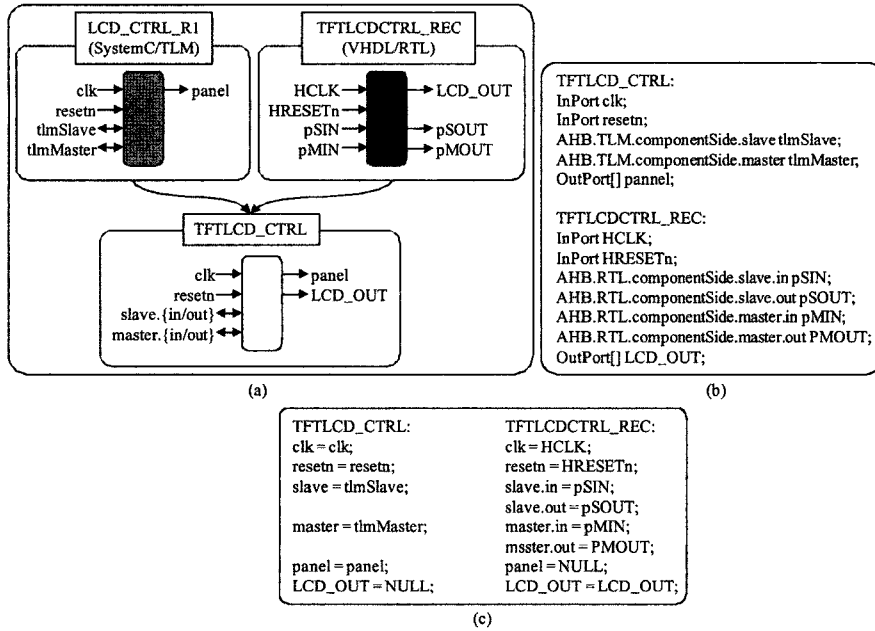 LCD_CTRL_R1
(SystemC/TLM)
clk
resetn
tlmSlave
tlmMaster
panel
TFTLCDCTRL_REC
(VHDL/RTL)
HCLK
HRESETn
pSIN
pMIN
LCD_OUT
pSOUT
pMOUT
TFTLCD_CTRL
clk
resetn
slave.{in/out}
master.{in/out}
panel
LCD_OUT
(a)
TFTLCD_CTRL:
InPort clk;
InPort resetn;
AHB.TLM.componentSide.slave tlmSlave;
AHB.TLM.componentSide.master tlmMaster;
OutPort[] pannel;
TFTLCDCTRL_REC:
InPort HCLK;
InPort HRESETn;
AHB.RTL.componentSide.slave.in pSIN;
AHB.RTL.componentSide.slave.out pSOUT;
AHB.RTL.componentSide.master.in pMIN;
AHB.RTL.componentSide.master.out PMOUT;
OutPort[] LCD_OUT;
(b)
TFTLCD_CTRL:
clk = clk;
resetn = resetn;
slave = tlmSlave;
master = tlmMaster;
panel = panel;
LCD_OUT = NULL;
TFTLCDCTRL_REC:
clk = HCLK;
resetn = HRESETn;
slave.in = pSIN;
slave.out = pSOUT;
master.in = pMIN;
msster.out = PMOUT;
panel = NULL;
LCD_OUT = LCD_OUT;
(c)